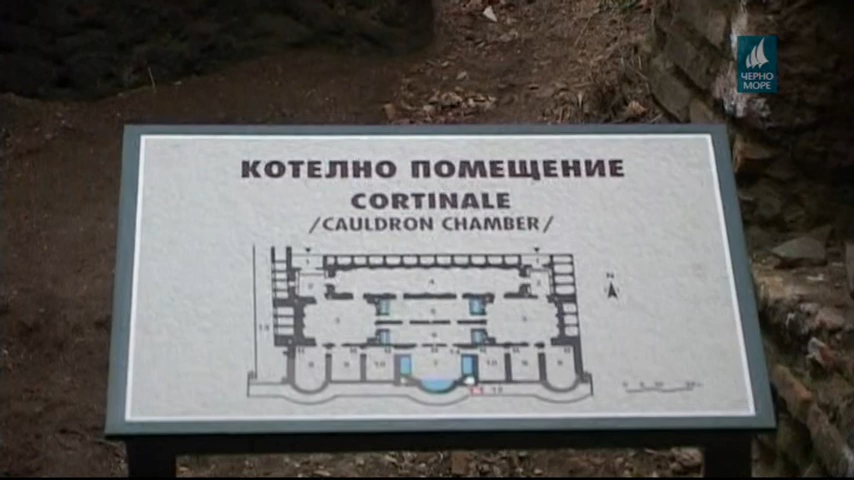 ЧЕРНО
МОРЕ
КОТЕЛНО ПОМЕЩЕНИЕ
CORTINALE
/CAULDRON CHAMBER/
N